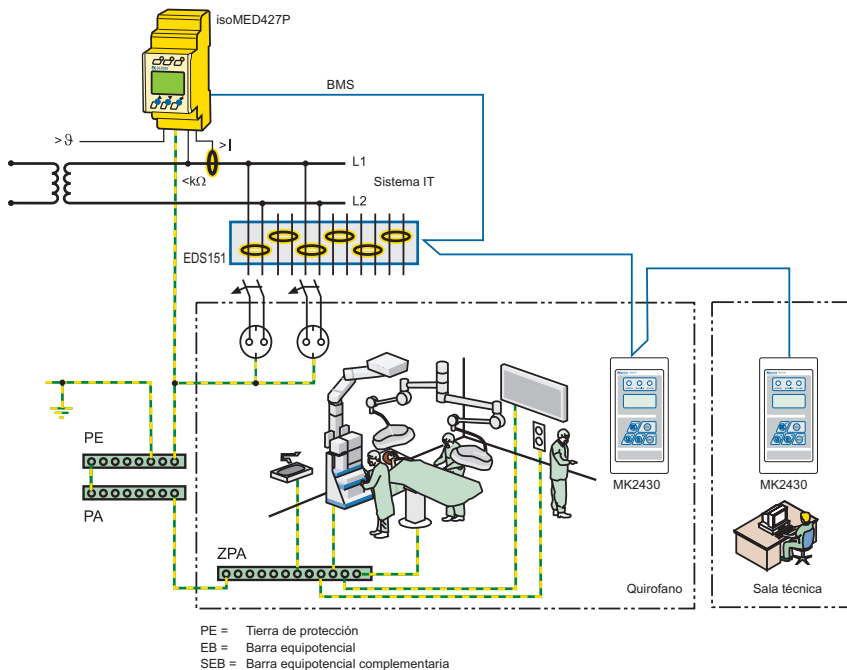 isoMED427P
BMS
>ϑ
>I
L1
<kΩ
Sistema IT
L2
EDS151
PE
PA
MK2430
MK2430
ZPA
Quirofano
Sala técnica
PE = Tierra de protección
EB = Barra equipotencial
SEB = Barra equipotencial complementaria